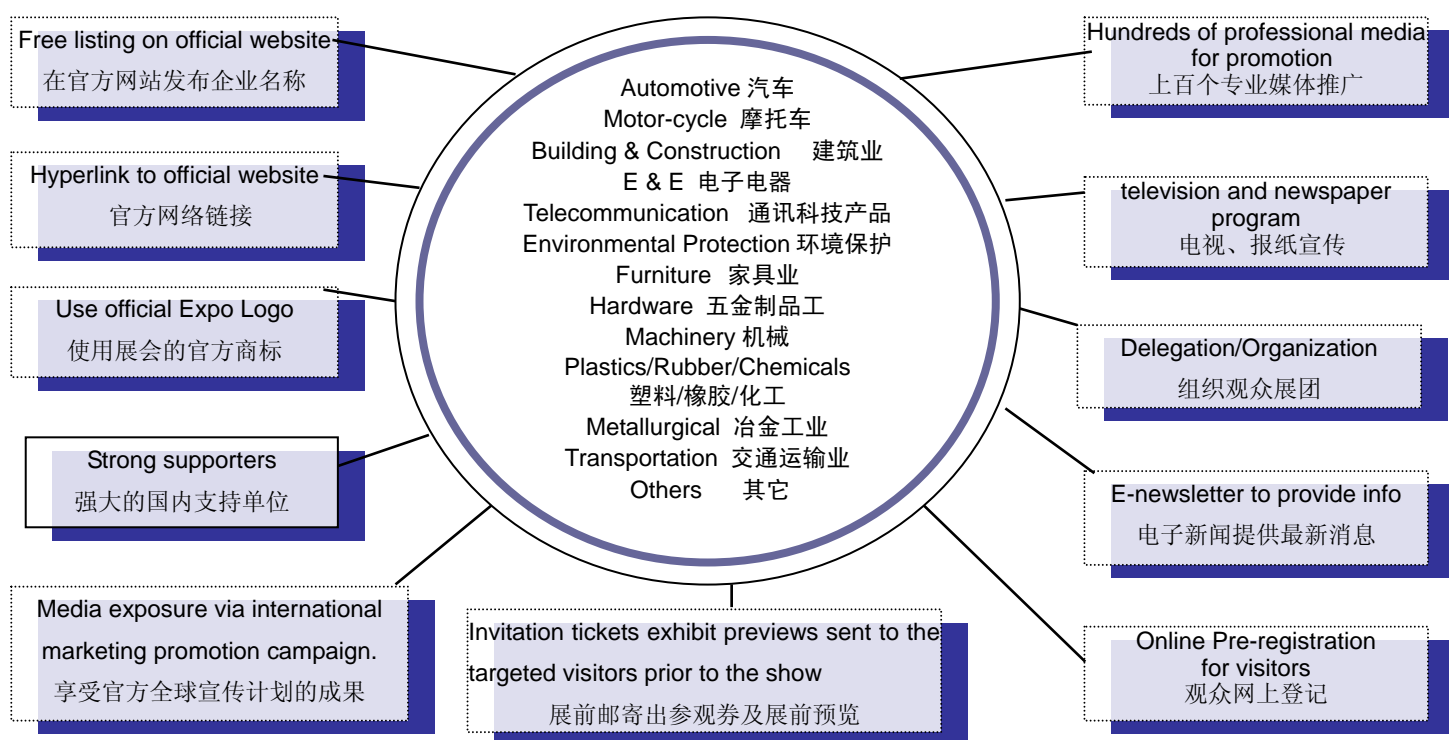 Free listing on official website
在官方网站发布企业名称
Hyperlink to official website
官方网络链接
Use official Expo Logo
使用展会的官方商标
Strong supporters
强大的国内支持单位
Media exposure via international
marketing promotion campaign.
享受官方全球宣传计划的成果
Automotive 汽车
Motor-cycle 摩托车
Building & Construction 建筑业
E & E 电子电器
Telecommunication 通讯科技产品
Environmental Protection 环境保护
Furniture 家具业
Hardware 五金制品工
Machinery 机械
Plastics/Rubber/Chemicals
塑料/橡胶/化工
Metallurgical 冶金工业
Transportation 交通运输业
Others 其它
Invitation tickets exhibit previews sent to the
targeted visitors prior to the show
展前邮寄出参观券及展前预览
Hundreds of professional media
for promotion
上百个专业媒体推广
television and newspaper
program
电视、报纸宣传
Delegation/Organization
组织观众展团
E-newsletter to provide info
电子新闻提供最新消息
Online Pre-registration
for visitors
观众网上登记